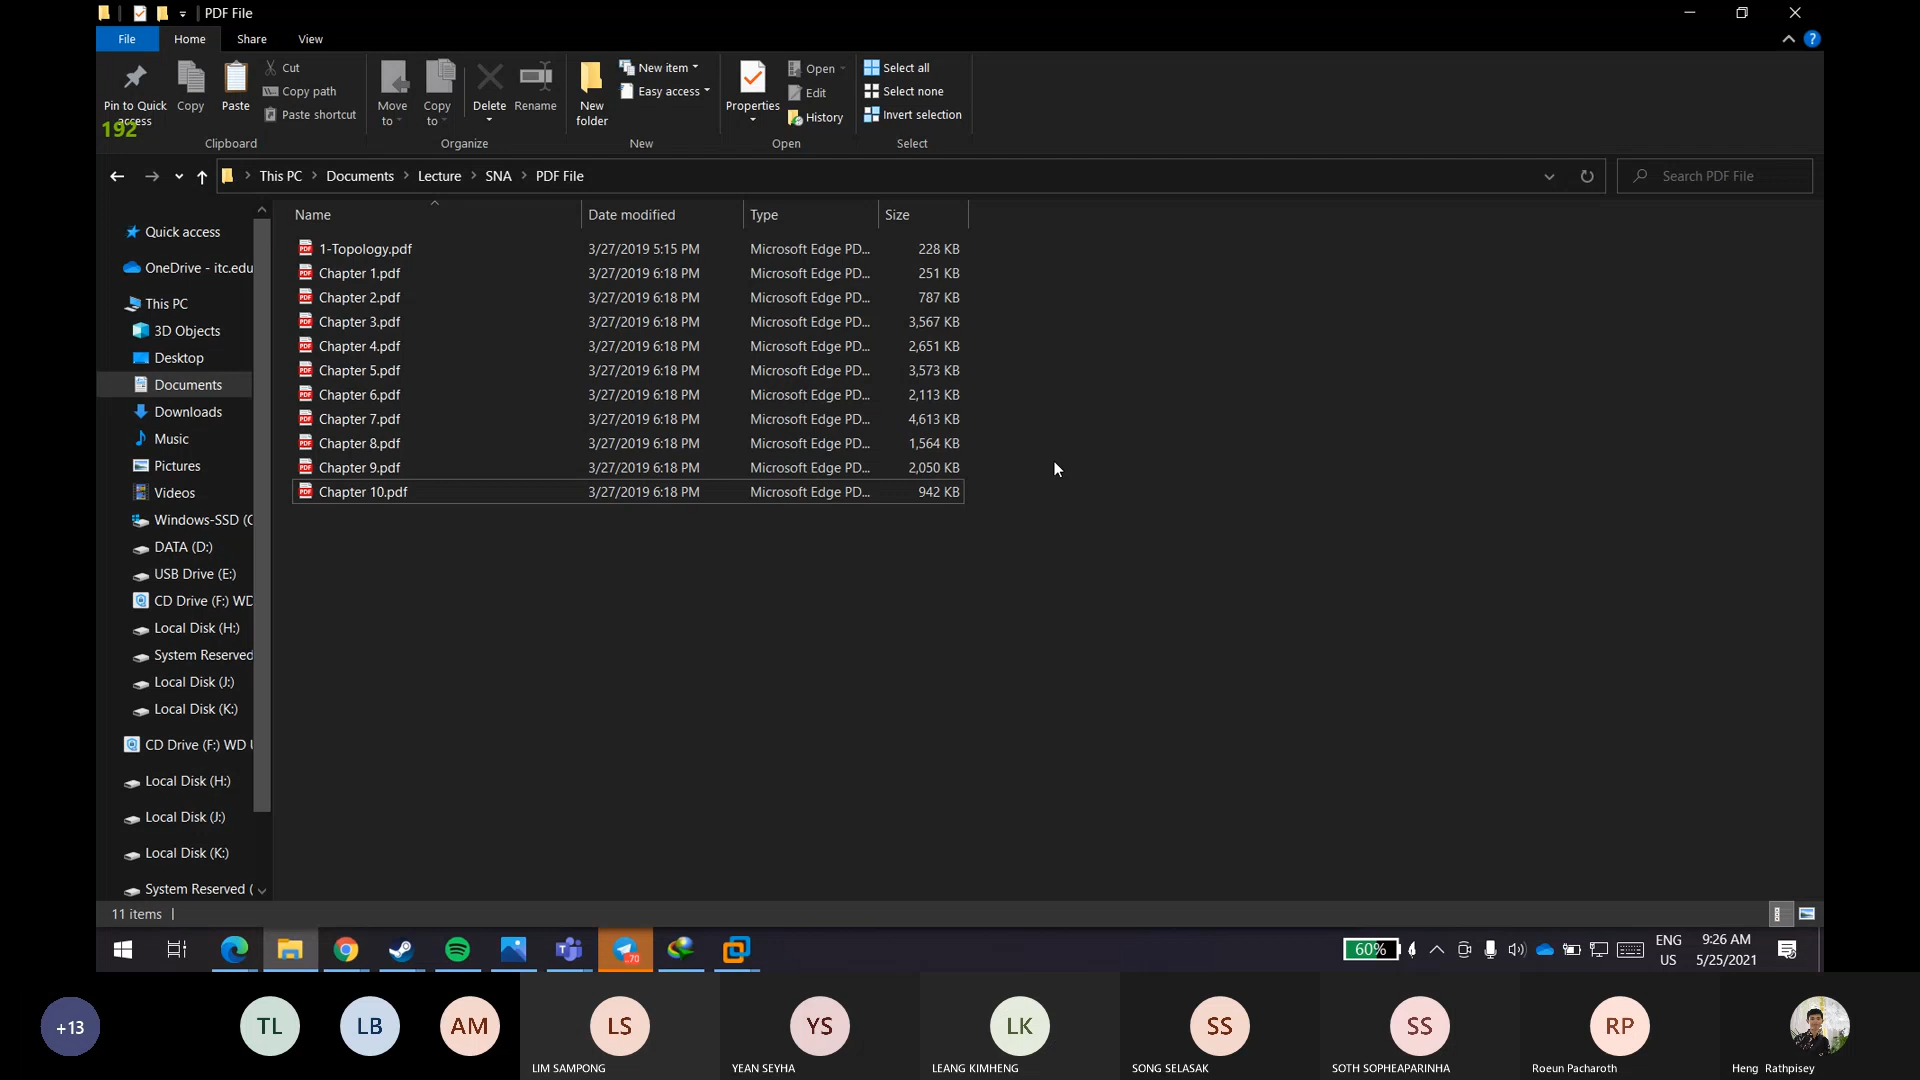 PDF File
File Home Share View
Pin to Quick access
Copy
Paste
Cut
Copy path
Paste shortcut
Clipboard
192
Move to
Copy to
Delete
Rename
Organize
New folder
New item
Easy access
New
Properties
Open
Edit
History
Open
Select all
Select none
Invert selection
Select
This PC Documents Lecture SNA PDF File
Search PDF File
Quick access
OneDrive - itc.edu
This PC
3D Objects
Desktop
Documents
Downloads
Music
Pictures
Videos
Windows-SSD (C
DATA (D:)
USB Drive (E:)
CD Drive (F:) WD
Local Disk (H:)
System Reserved
Local Disk (J:)
Local Disk (K:)
CD Drive (F:) WD U
Local Disk (H:)
Local Disk (J:)
Local Disk (K:)
System Reserved (
Name Date modified Type Size
1-Topology.pdf 3/27/2019 5:15 PM Microsoft Edge PD... 228 KB
Chapter 1.pdf 3/27/2019 6:18 PM Microsoft Edge PD... 251 KB
Chapter 2.pdf 3/27/2019 6:18 PM Microsoft Edge PD... 787 KB
Chapter 3.pdf 3/27/2019 6:18 PM Microsoft Edge PD... 3,567 KB
Chapter 4.pdf 3/27/2019 6:18 PM Microsoft Edge PD... 2,651 KB
Chapter 5.pdf 3/27/2019 6:18 PM Microsoft Edge PD... 3,573 KB
Chapter 6.pdf 3/27/2019 6:18 PM Microsoft Edge PD... 2,113 KB
Chapter 7.pdf 3/27/2019 6:18 PM Microsoft Edge PD... 4,613 KB
Chapter 8.pdf 3/27/2019 6:18 PM Microsoft Edge PD... 1,564 KB
Chapter 9.pdf 3/27/2019 6:18 PM Microsoft Edge PD... 2,050 KB
Chapter 10.pdf 3/27/2019 6:18 PM Microsoft Edge PD... 942 KB
11 items
..70
60%
ENG
US
9:26 AM
5/25/2021
+13 TL LB AM LS YS LK SS SS RP
LIM SAMPONG YEAN SEYHA LEANG KIMHENG SONG SELASAK SOTH SOPHEAPARINHA Roeun Pacharoth Heng Rathpisey